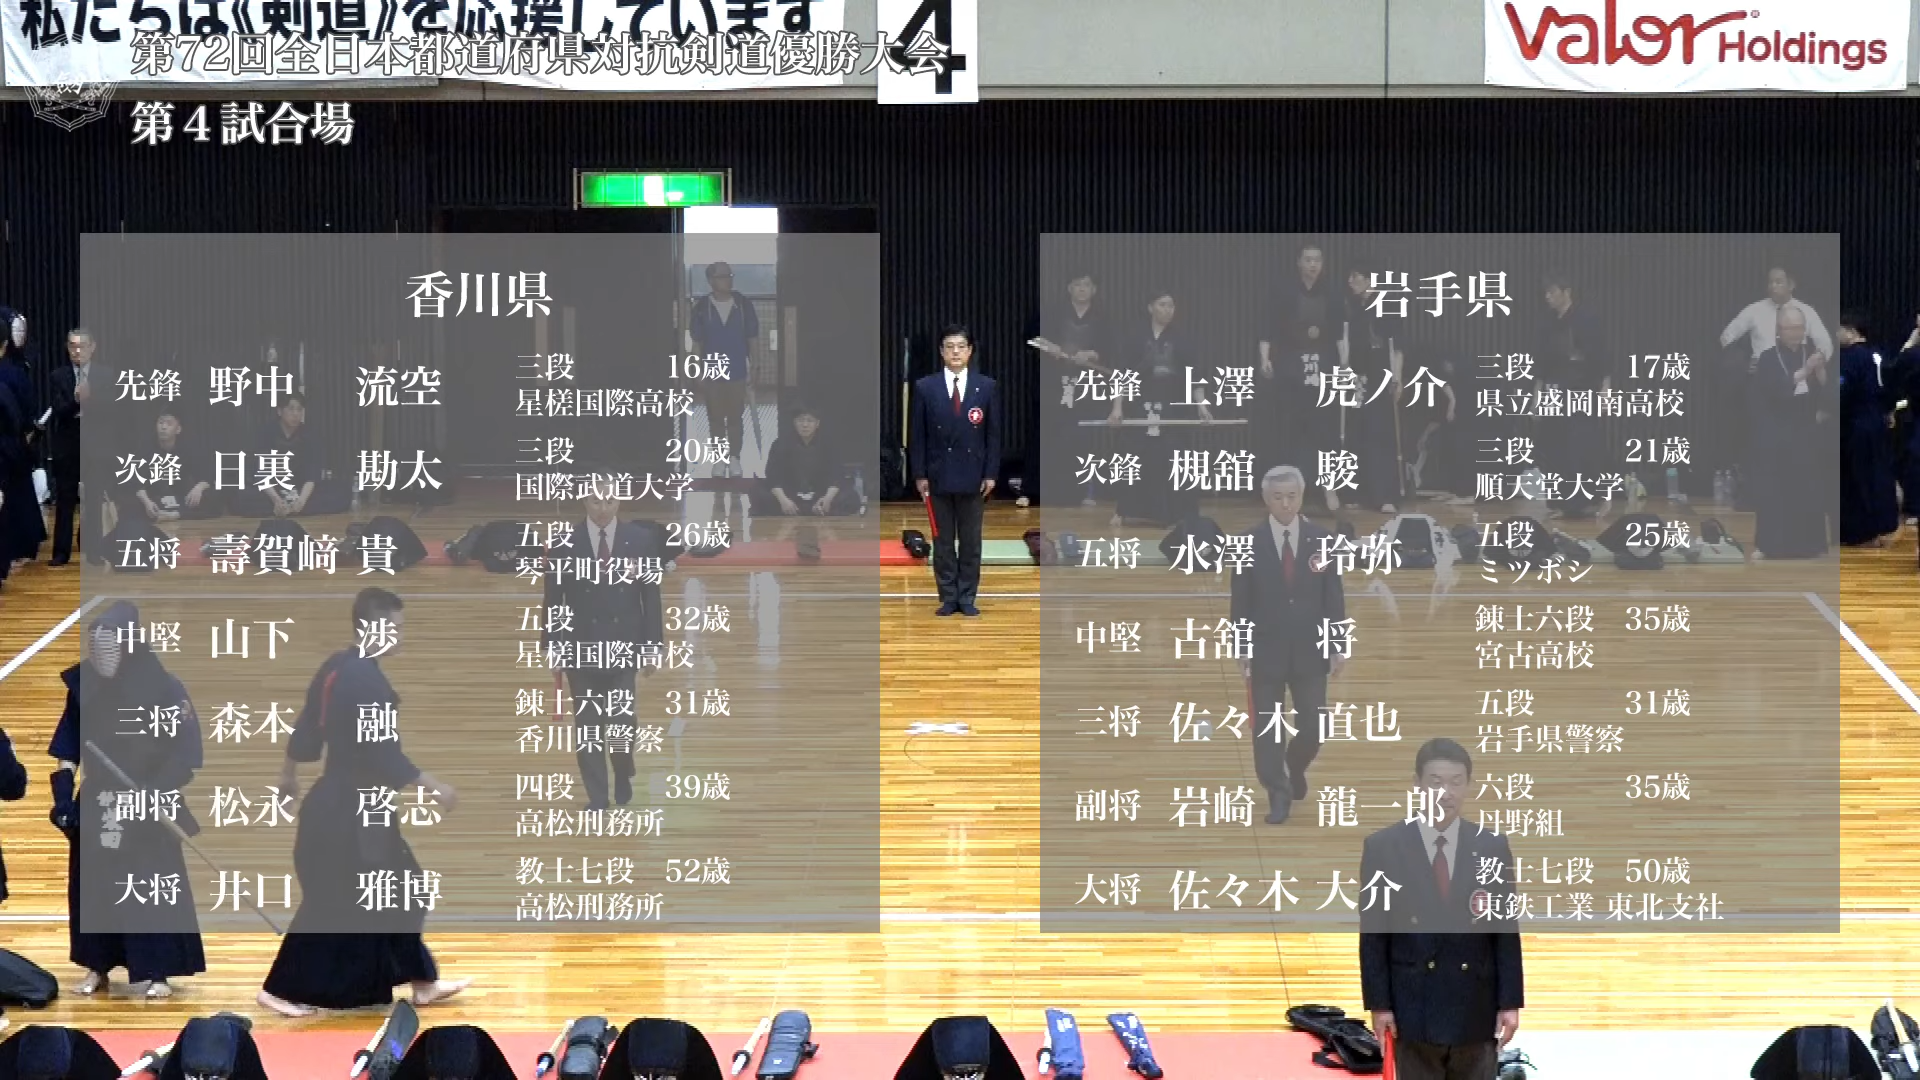 私たちは《剣道》を応援しています
4
valor Holdings
第72回全日本都道府県対抗剣道優勝大会
第４試合場
香川県
先鋒 野中 流空 三段 16歳
星槎国際高校
次鋒 日裏 勘太 三段 20歳
国際武道大学
五将 壽賀﨑 貴 五段 26歳
琴平町役場
中堅 山下 渉 五段 32歳
星槎国際高校
三将 森本 融 錬士六段 31歳
香川県警察
副将 松永 啓志 四段 39歳
高松刑務所
大将 井口 雅博 教士七段 52歳
高松刑務所
岩手県
先鋒 上澤 虎ノ介 三段 17歳
県立盛岡南高校
次鋒 槻舘 駿 三段 21歳
順天堂大学
五将 水澤 玲弥 五段 25歳
ミツボシ
中堅 古舘 将 錬士六段 35歳
宮古高校
三将 佐々木 直也 五段 31歳
岩手県警察
副将 岩崎 龍一郎 六段 35歳
丹野組
大将 佐々木 大介 教士七段 50歳
東鉄工業 東北支社